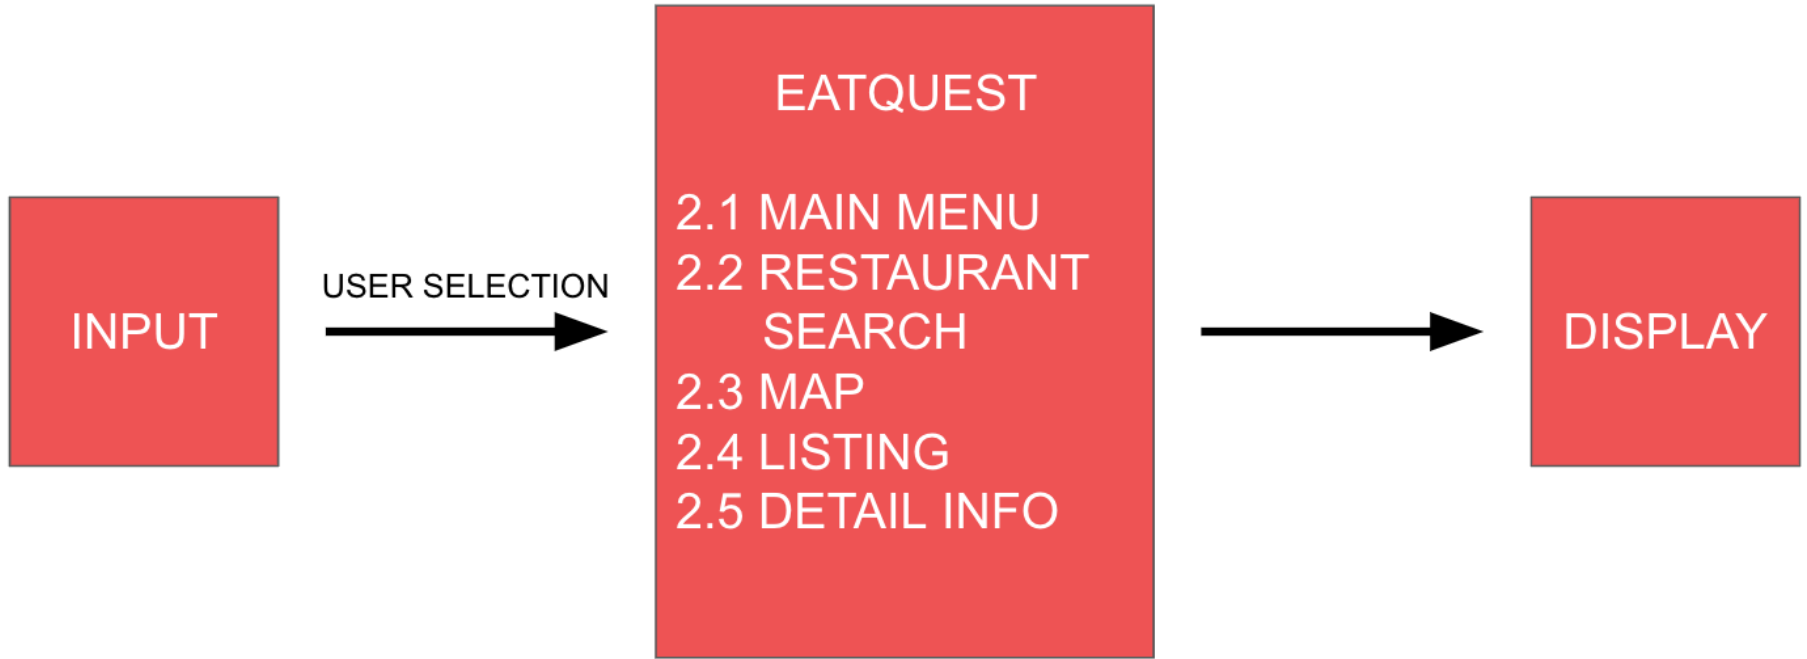 INPUT
USER SELECTION
EATQUEST
2.1 MAIN MENU
2.2 RESTAURANT
SEARCH
2.3 MAP
2.4 LISTING
2.5 DETAIL INFO
DISPLAY